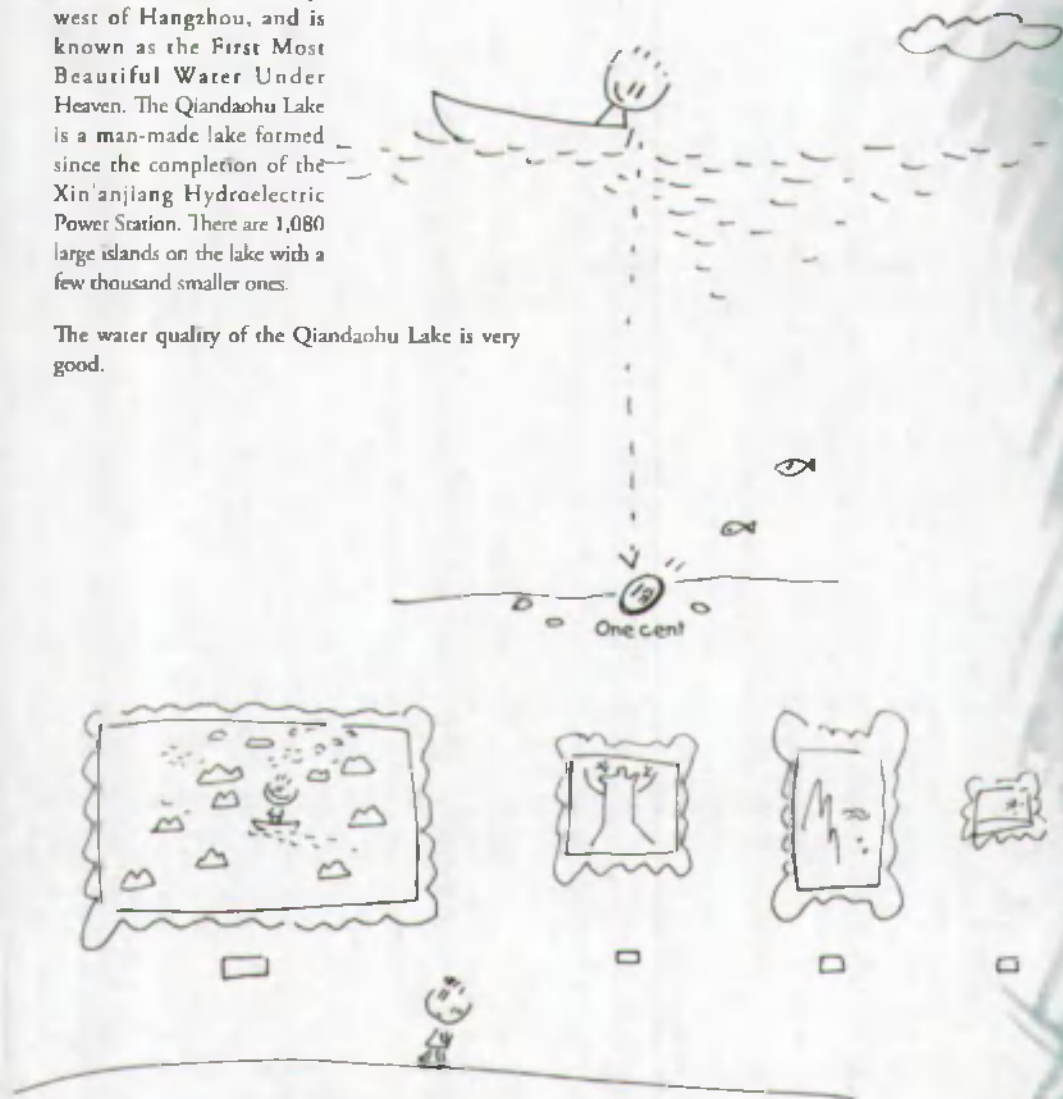 west of Hangzhou, and is
known as the First Most
Beautiful Water Under
Heaven. The Qiandaohu Lake
is a man-made lake formed
since the completion of the
Xin'anjiang Hydroelectric
Power Station. There are 1,080
large islands on the lake with a
few thousand smaller ones.
The water quality of the Qiandaohu Lake is very
good.
One cent